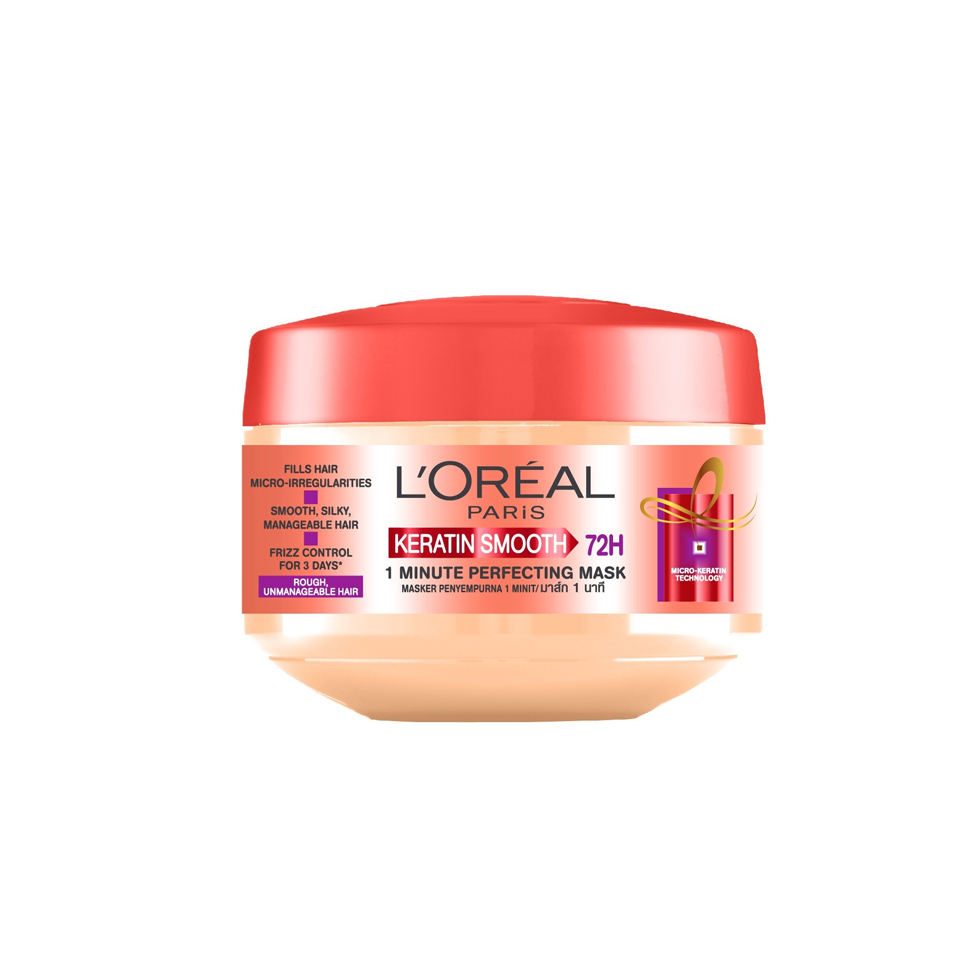 FILLS HAIR
MICRO-IRREGULARITIES
SMOOTH, SILKY,
MANAGEABLE HAIR
FRIZZ CONTROL
FOR 3 DAYS*
ROUGH,
UNMANAGEABLE HAIR
L'ORÉAL
PARiS
KERATIN SMOOTH 72H
1 MINUTE PERFECTING MASK
MASKER PENYEMPURNA 1 MINIT/มาส์ก 1 นาที
MICRO-KERATIN
TECHNOLOGY